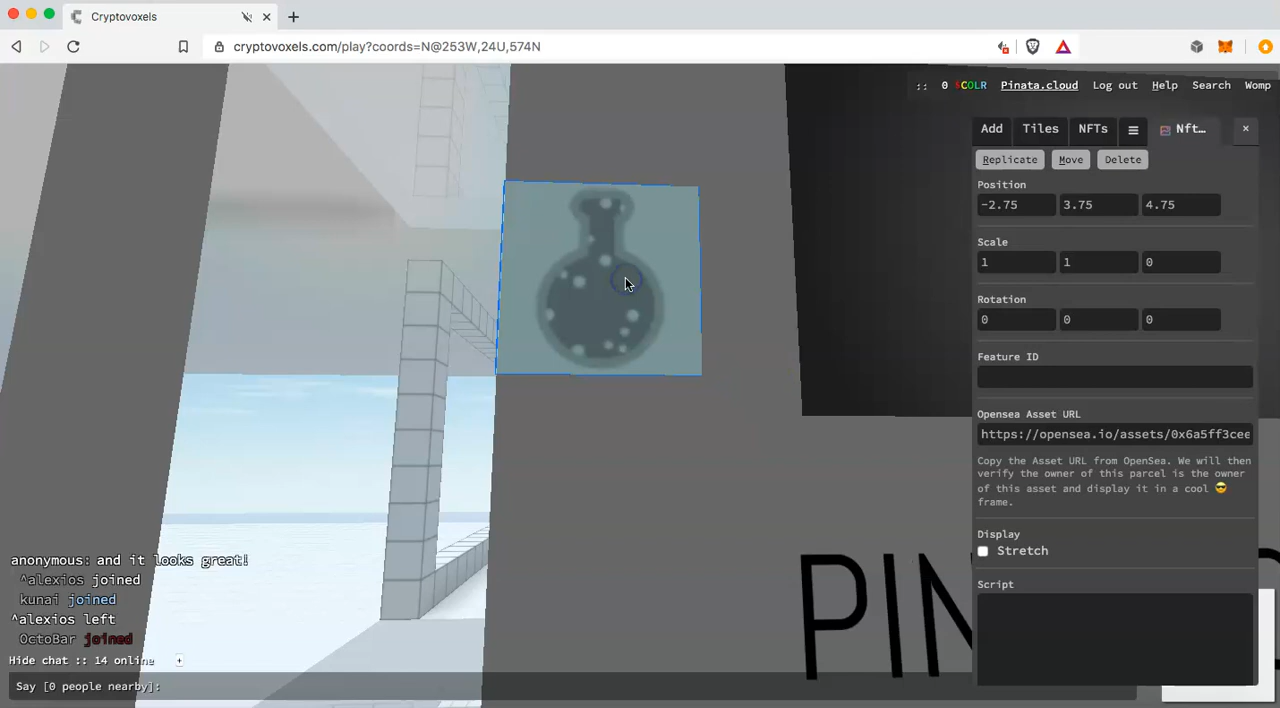 Cryptovoxels
cryptovoxels.com/play?coords=N@253W,24U,574N
:: 0 $COLR Pinata.cloud Log out Help Search Womp
Add Tiles NFTs Nft...
Replicate Move Delete
Position
-2.75 3.75 4.75
Scale
1 1 0
Rotation
0 0 0
Feature ID
Opensea Asset URL
https://opensea.io/assets/0x6a5ff3cee
Copy the Asset URL from OpenSea. We will then
verify the owner of this parcel is the owner
of this asset and display it in a cool 😎
frame.
Display
Stretch
Script
anonymous: and it looks great!
^alexios joined
kunai joined
^alexios left
OctoBar joined
Hide chat :: 14 online +
Say [0 people nearby]:
PIN